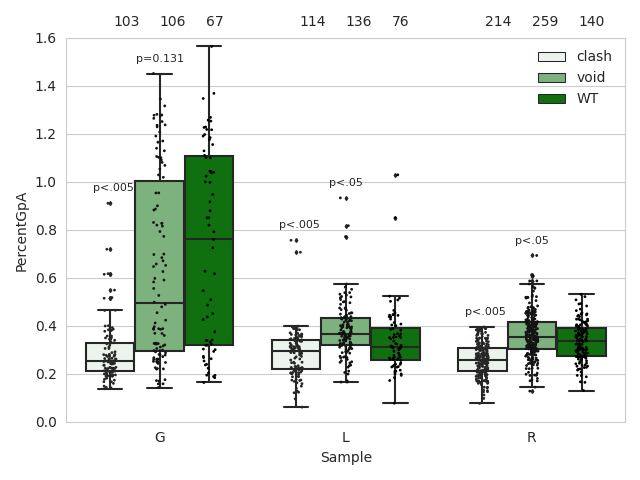 103 106 67 114 136 76 214 259 140
1.6
1.4
1.2
1.0
0.8
0.6
0.4
0.2
0.0
PercentGpA
p<.005
p=0.131
p<.005
p<.05
p<.005
p<.05
clash
void
WT
G L R
Sample